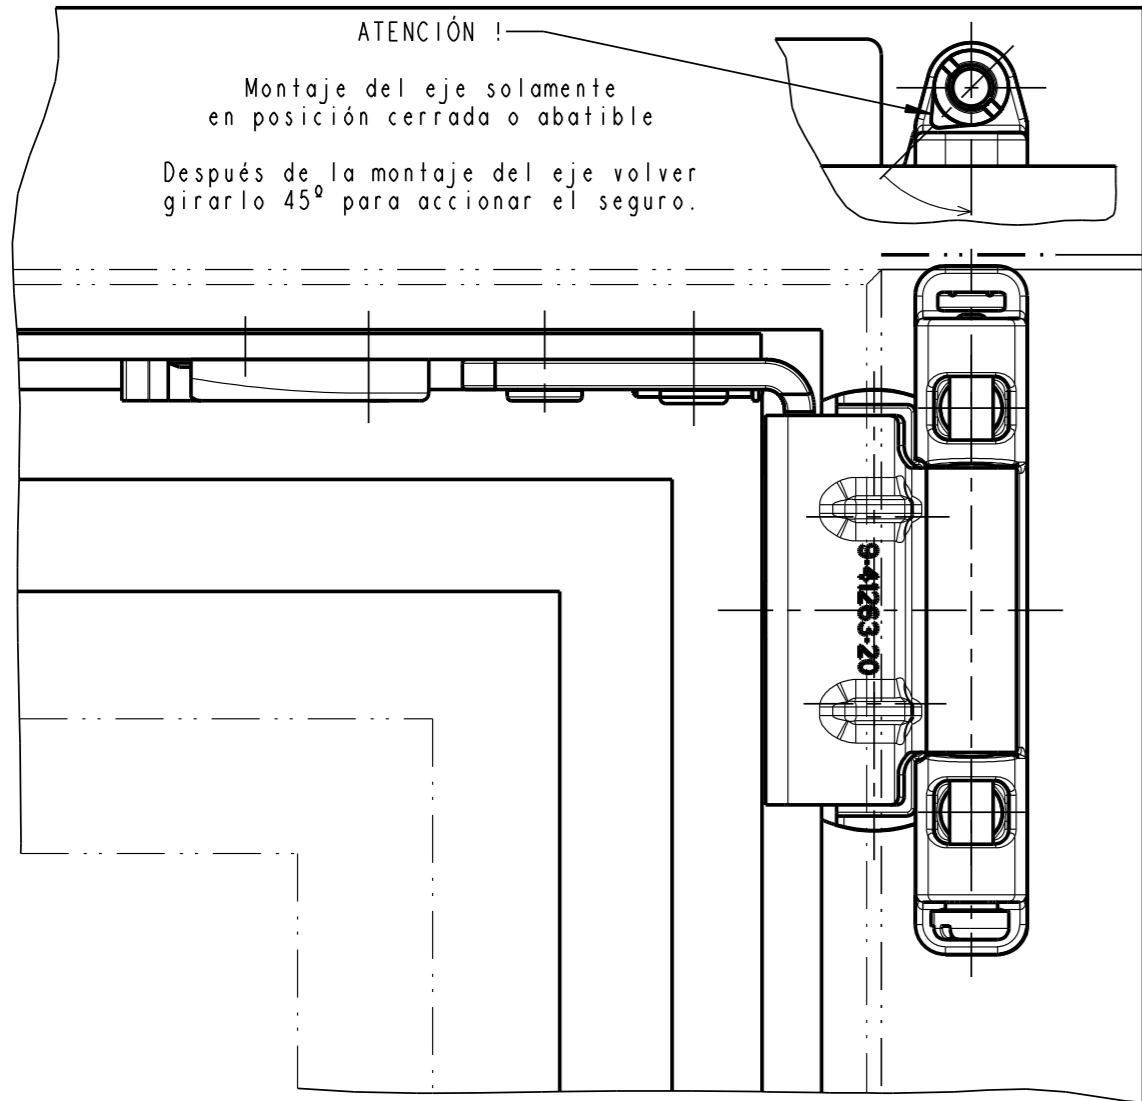 ATENCIÓN !
Montaje del eje solamente
en posición cerrada o abatible
Después de la montaje del eje volver
girarlo 45º para accionar el seguro.
9-41263-20